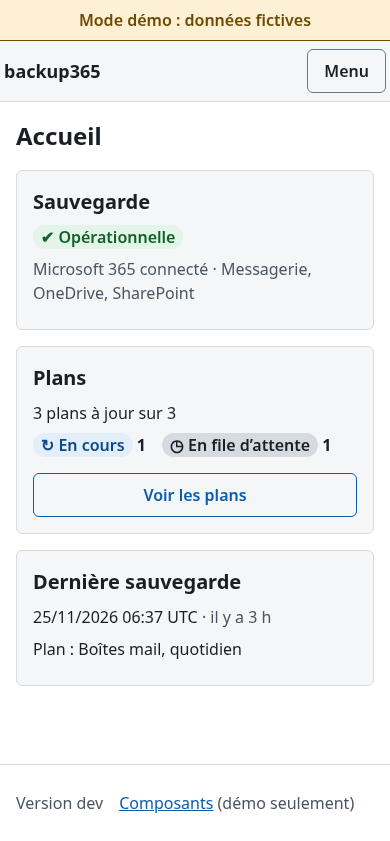 Mode démo : données fictives
backup365
Menu
Accueil
Sauvegarde
✔ Opérationnelle
Microsoft 365 connecté · Messagerie,
OneDrive, SharePoint
Plans
3 plans à jour sur 3
↻ En cours 1 ◷ En file d’attente 1
Voir les plans
Dernière sauvegarde
25/11/2026 06:37 UTC · il y a 3 h
Plan : Boîtes mail, quotidien
Version dev Composants (démo seulement)